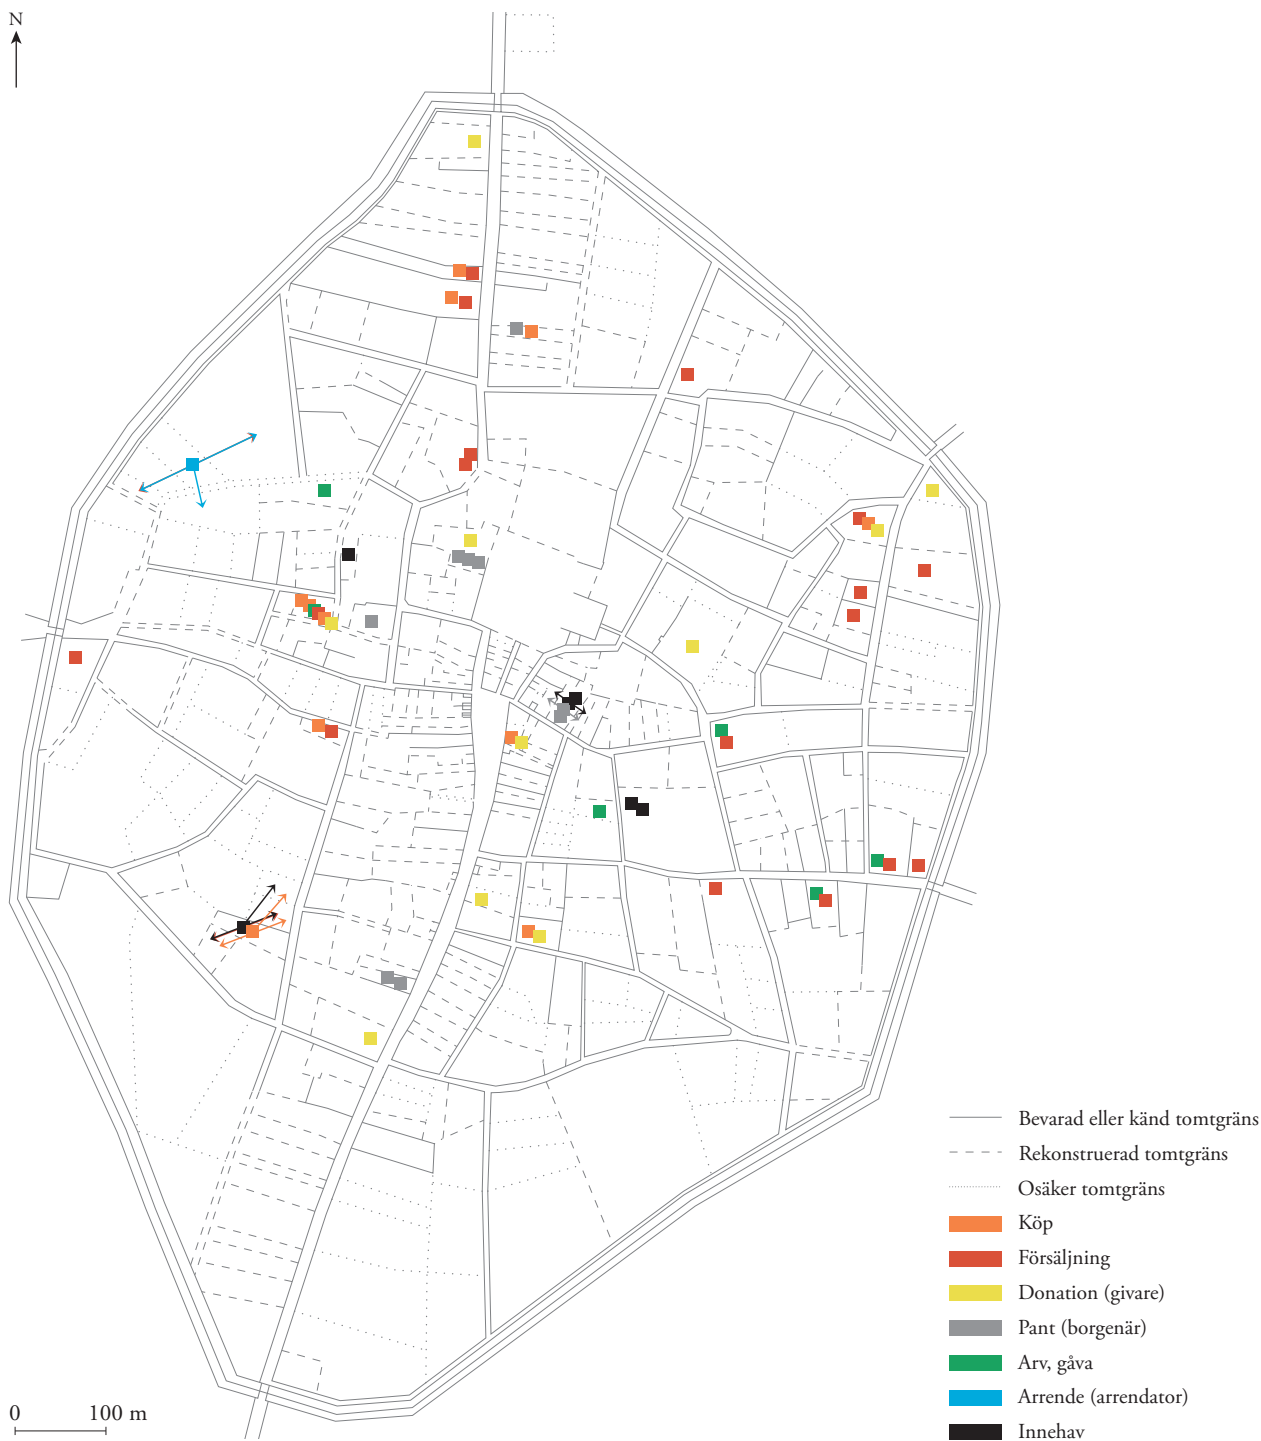 N
Bevarad eller känd tomtgräns
Rekonstruerad tomtgräns
Osäker tomtgräns
Köp
Försäljning
Donation (givare)
Pant (borgenär)
Arv, gåva
Arrende (arrendator)
Innehav
0 100 m